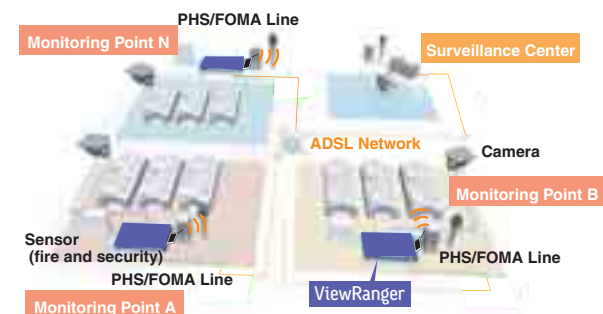 PHS/FOMA Line
Monitoring Point N
Surveillance Center
ADSL Network
Camera
Monitoring Point B
Sensor
(fire and security)
PHS/FOMA Line
PHS/FOMA Line
ViewRanger
Monitoring Point A